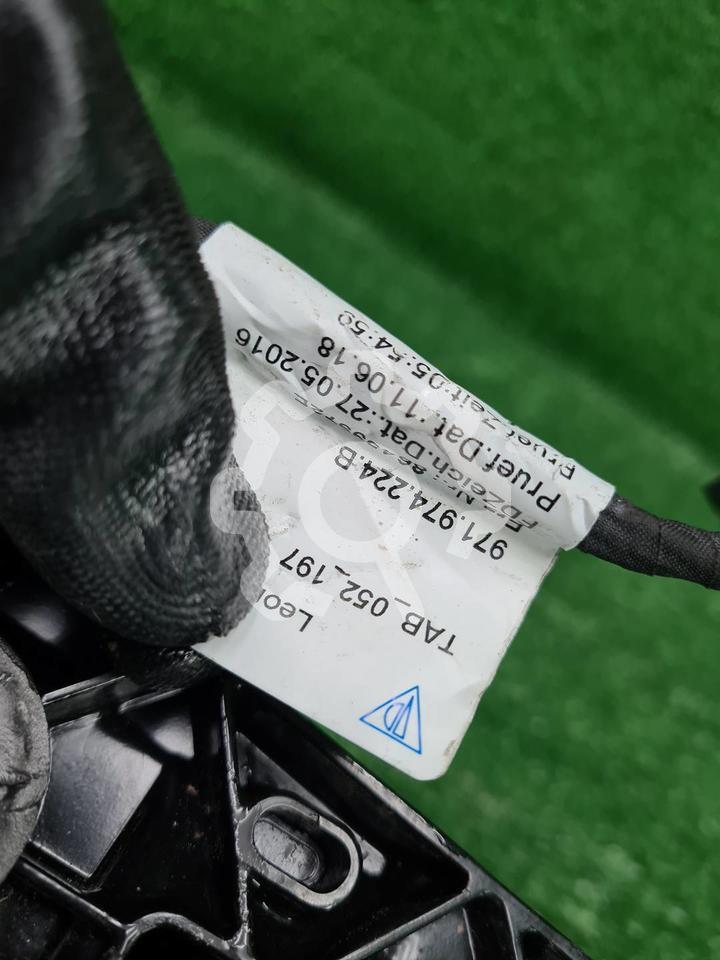 TAB_052_197
971.974.224.B
FBZeich.Dat.:27.05.2016
Pruef.Dat.:11.06.18
Pruef.Zeit:05:54:59